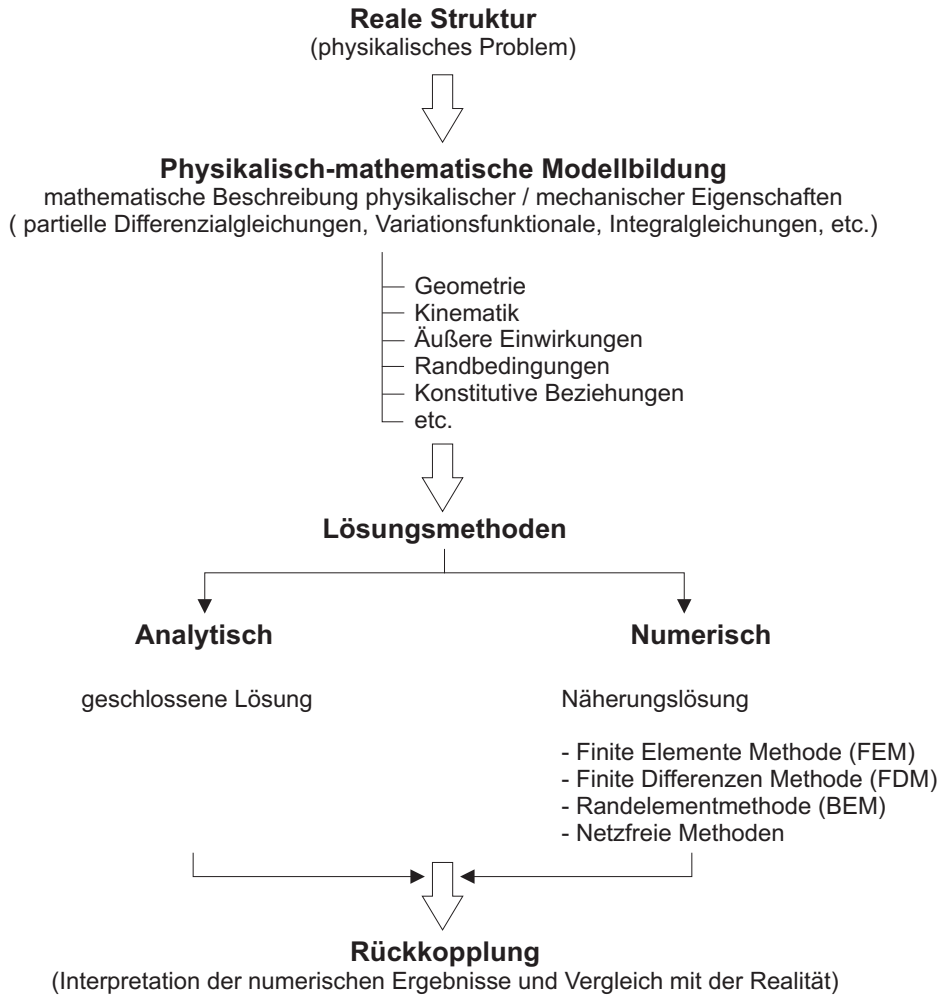 Reale Struktur
(physikalisches Problem)
Physikalisch-mathematische Modellbildung
mathematische Beschreibung physikalischer / mechanischer Eigenschaften
( partielle Differenzialgleichungen, Variationsfunktionale, Integralgleichungen, etc.)
Geometrie
Kinematik
Äußere Einwirkungen
Randbedingungen
Konstitutive Beziehungen
etc.
Lösungsmethoden
Analytisch
geschlossene Lösung
Numerisch
Näherungslösung
- Finite Elemente Methode (FEM)
- Finite Differenzen Methode (FDM)
- Randelementmethode (BEM)
- Netzfreie Methoden
Rückkopplung
(Interpretation der numerischen Ergebnisse und Vergleich mit der Realität)